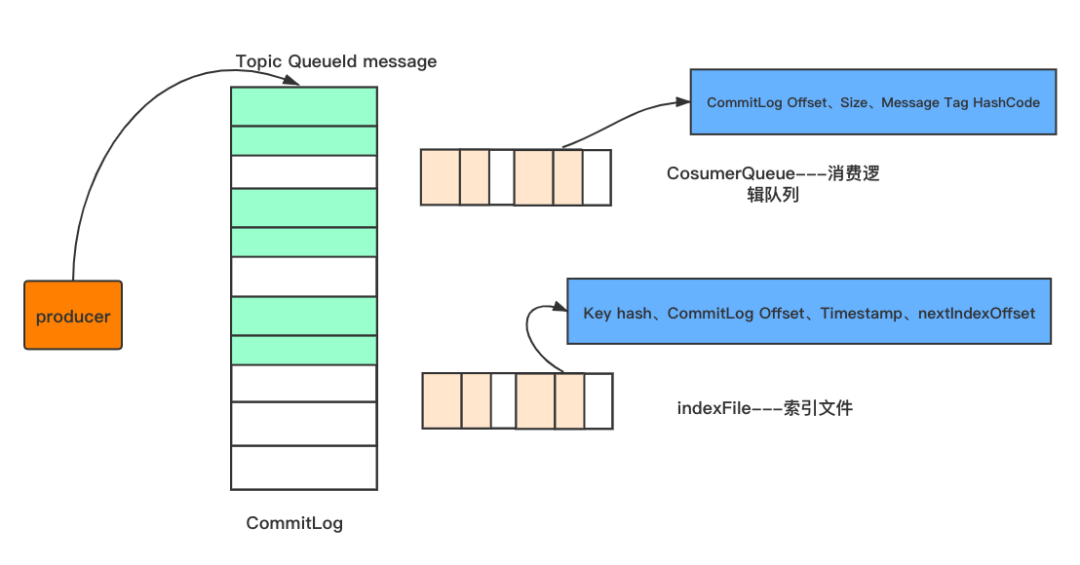 Topic QueueId message
CommitLog Offset、Size、Message Tag HashCode
CosumerQueue---消费逻
辑队列
producer
Key hash、CommitLog Offset、Timestamp、nextIndexOffset
indexFile---索引文件
CommitLog